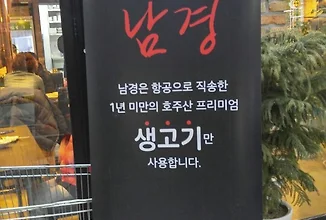 남경
남경은 항공으로 직송한
1년 미만의 호주산 프리미엄
생고기만
사용합니다.